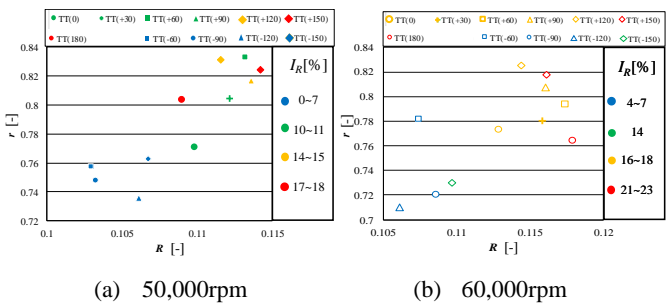 TT(0) TT(+30) TT(+60) TT(+90) TT(+120) TT(+150)
TT(180) TT(-60) TT(-90) TT(-120) TT(-150)
(a)
0.84
0.82
0.8
0.78
0.76
0.74
0.72
r [-]
0.1 0.105 0.11 0.115
R [-]
I_R[%]
0~7
10~11
14~15
17~18
(a) 50,000rpm
TT(0) TT(+30) TT(+60) TT(+90) TT(+120) TT(+150)
TT(180) TT(-60) TT(-90) TT(-120) TT(-150)
(b)
0.84
0.82
0.8
0.78
0.76
0.74
0.72
0.7
r [-]
0.105 0.11 0.115 0.12
R [-]
I_R[%]
4~7
14
16~18
21~23
(b) 60,000rpm